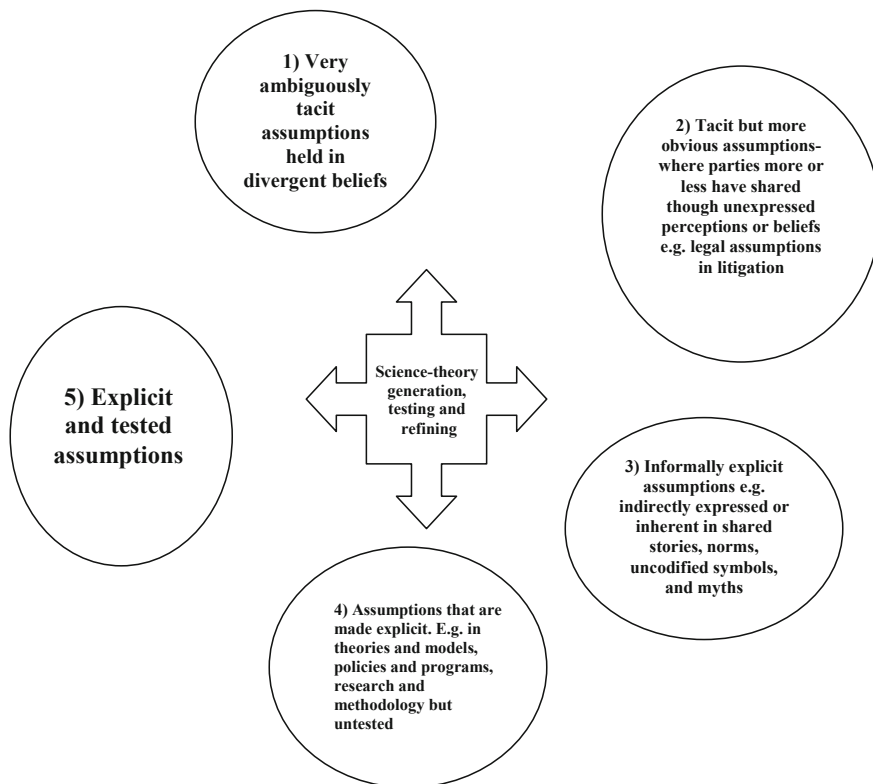 1) Very
ambiguously
tacit
assumptions
held in
divergent beliefs
2) Tacit but more
obvious assumptions-
where parties more or
less have shared
though unexpressed
perceptions or beliefs
e.g. legal assumptions
in litigation
Science-theory
generation,
testing and
refining
5) Explicit
and tested
assumptions
3) Informally explicit
assumptions e.g.
indirectly expressed or
inherent in shared
stories, norms,
uncodified symbols,
and myths
4) Assumptions that are
made explicit. E.g. in
theories and models,
policies and programs,
research and
methodology but
untested